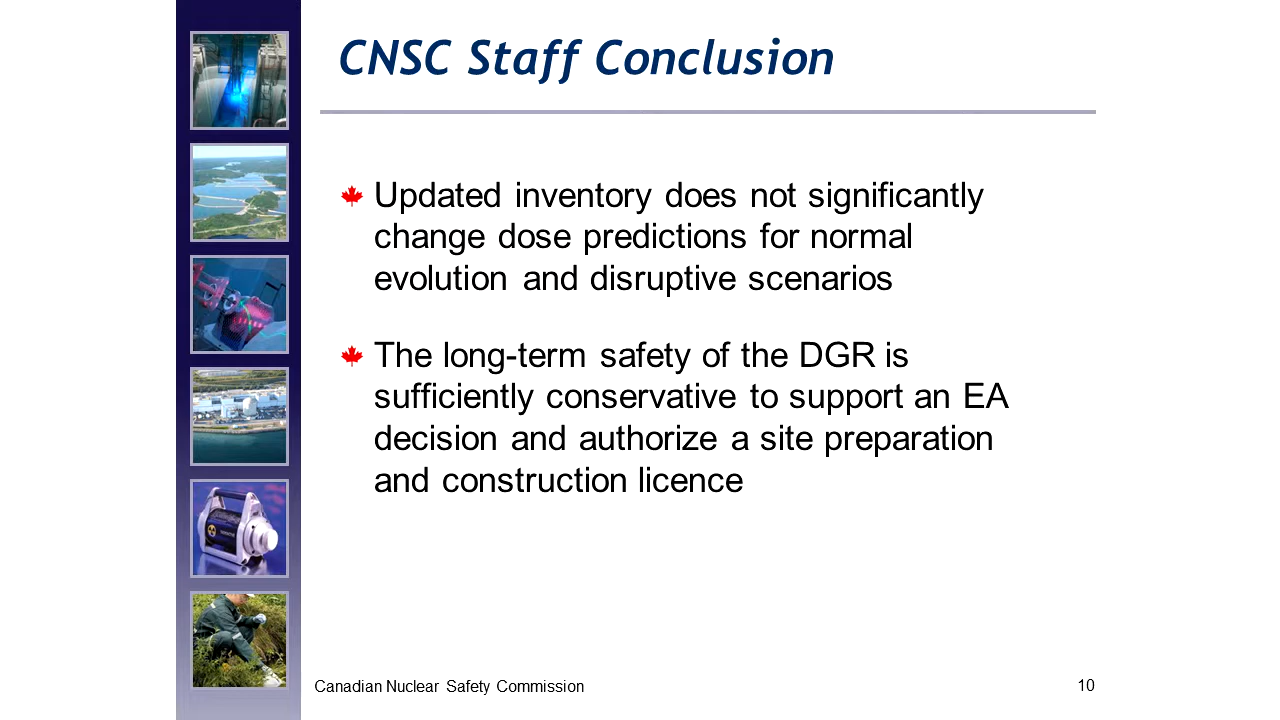 CNSC Staff Conclusion
Updated inventory does not significantly
change dose predictions for normal
evolution and disruptive scenarios
The long-term safety of the DGR is
sufficiently conservative to support an EA
decision and authorize a site preparation
and construction licence
Canadian Nuclear Safety Commission
10